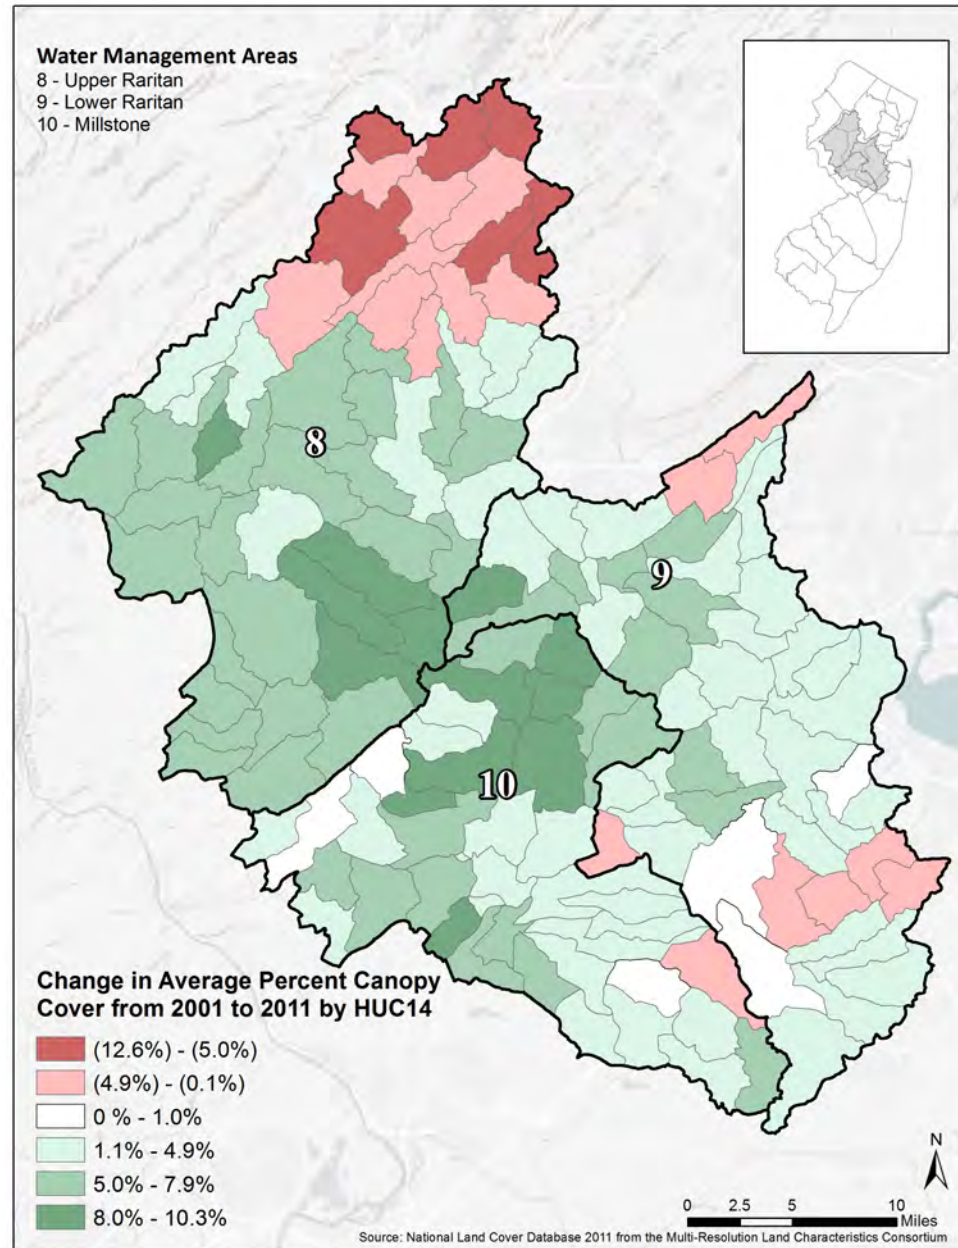 Water Management Areas
8 - Upper Raritan
9 - Lower Raritan
10 - Millstone
8
9
10
Change in Average Percent Canopy
Cover from 2001 to 2011 by HUC14
(12.6%) - (5.0%)
(4.9%) - (0.1%)
0 % - 1.0%
1.1% - 4.9%
5.0% - 7.9%
8.0% - 10.3%
N
0 2.5 5 10
Miles
Source: National Land Cover Database 2011 from the Multi-Resolution Land Characteristics Consortium